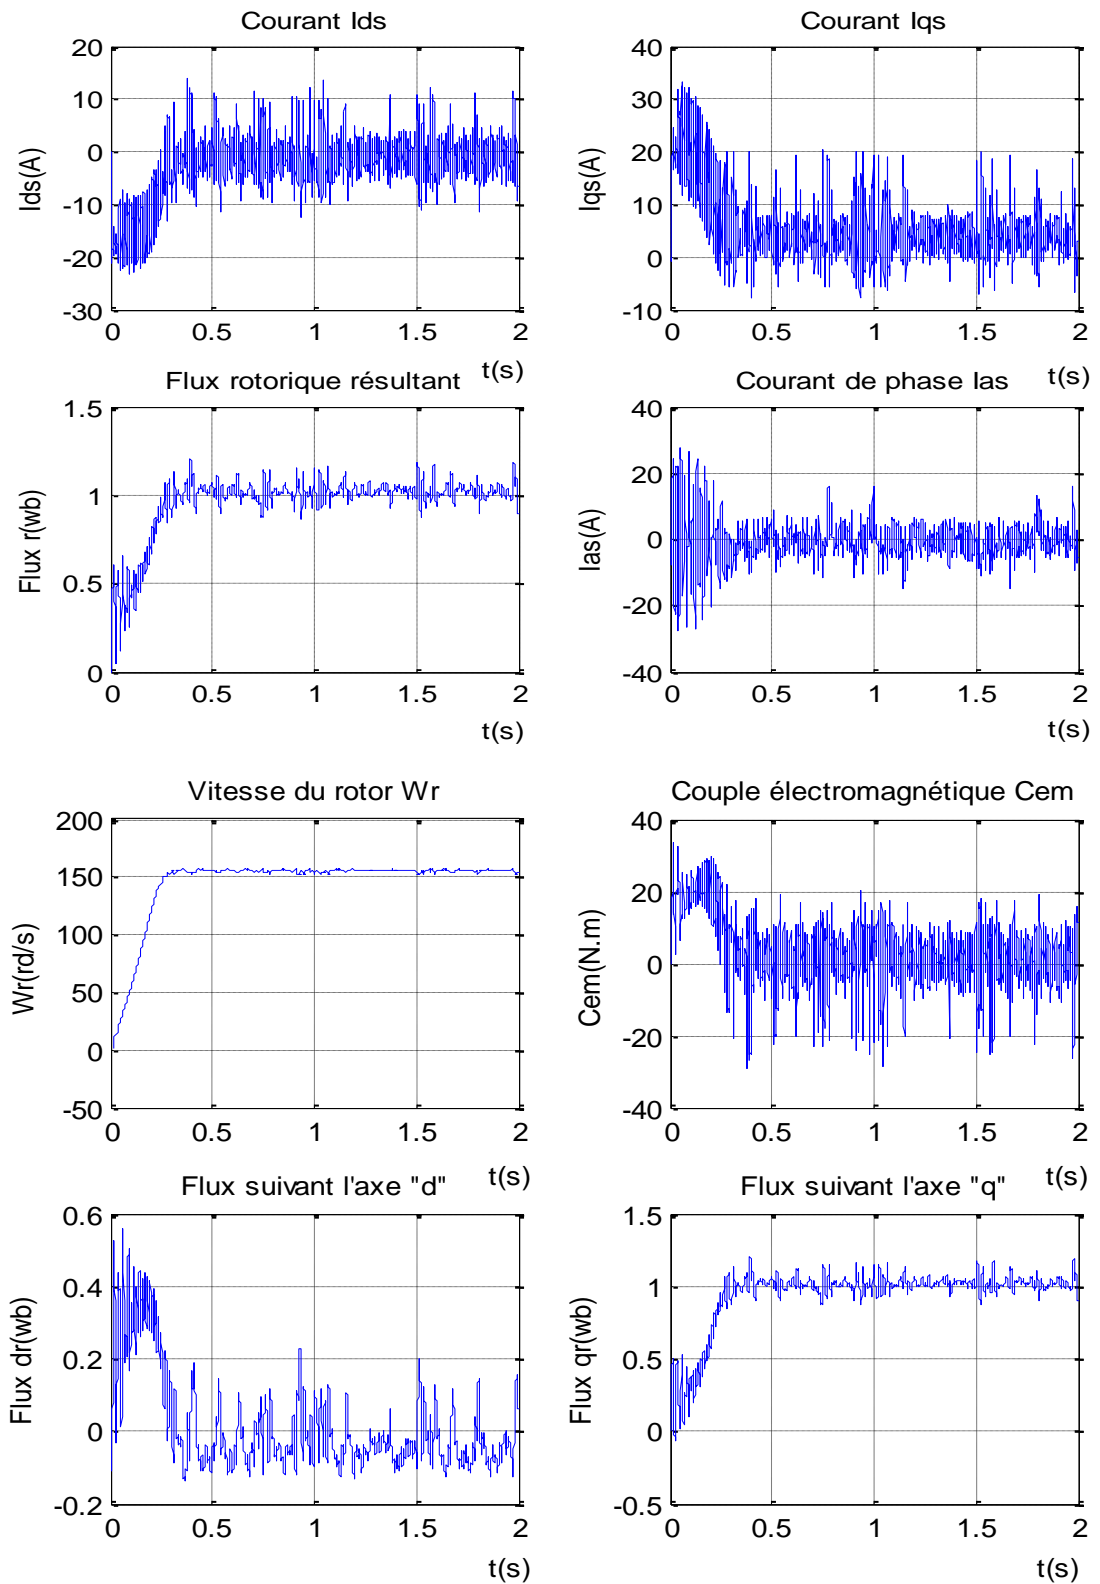 Courant Ids
20
10
0
-10
-20
-30
Ids(A)
0 0.5 1 1.5 2
t(s)
Courant Iqs
40
30
20
10
0
-10
Iqs(A)
0 0.5 1 1.5 2
t(s)
Flux rotorique résultant
1.5
1
0.5
0
Flux r(wb)
0 0.5 1 1.5 2
t(s)
Courant de phase Ias
40
20
0
-20
-40
Ias(A)
0 0.5 1 1.5 2
t(s)
Vitesse du rotor Wr
200
150
100
50
0
-50
Wr(rd/s)
0 0.5 1 1.5 2
t(s)
Couple électromagnétique Cem
40
20
0
-20
-40
Cem(N.m)
0 0.5 1 1.5 2
t(s)
Flux suivant l'axe "d"
0.6
0.4
0.2
0
-0.2
Flux dr(wb)
0 0.5 1 1.5 2
t(s)
Flux suivant l'axe "q"
1.5
1
0.5
0
-0.5
Flux qr(wb)
0 0.5 1 1.5 2
t(s)